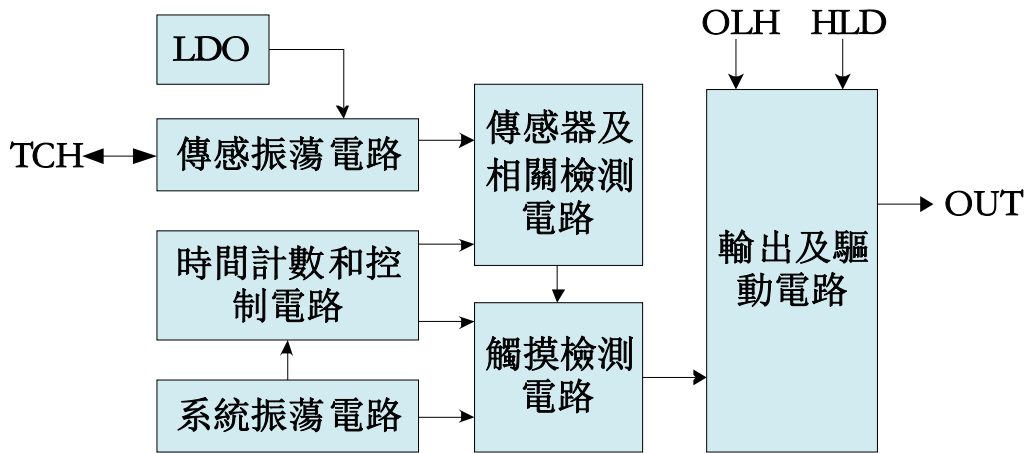 OLH
HLD
LDO
TCH
傳感振蕩電路
傳感器及
相關檢測
電路
時間計數和控
制電路
系統振蕩電路
觸摸檢測
電路
輸出及驅
動電路
OUT